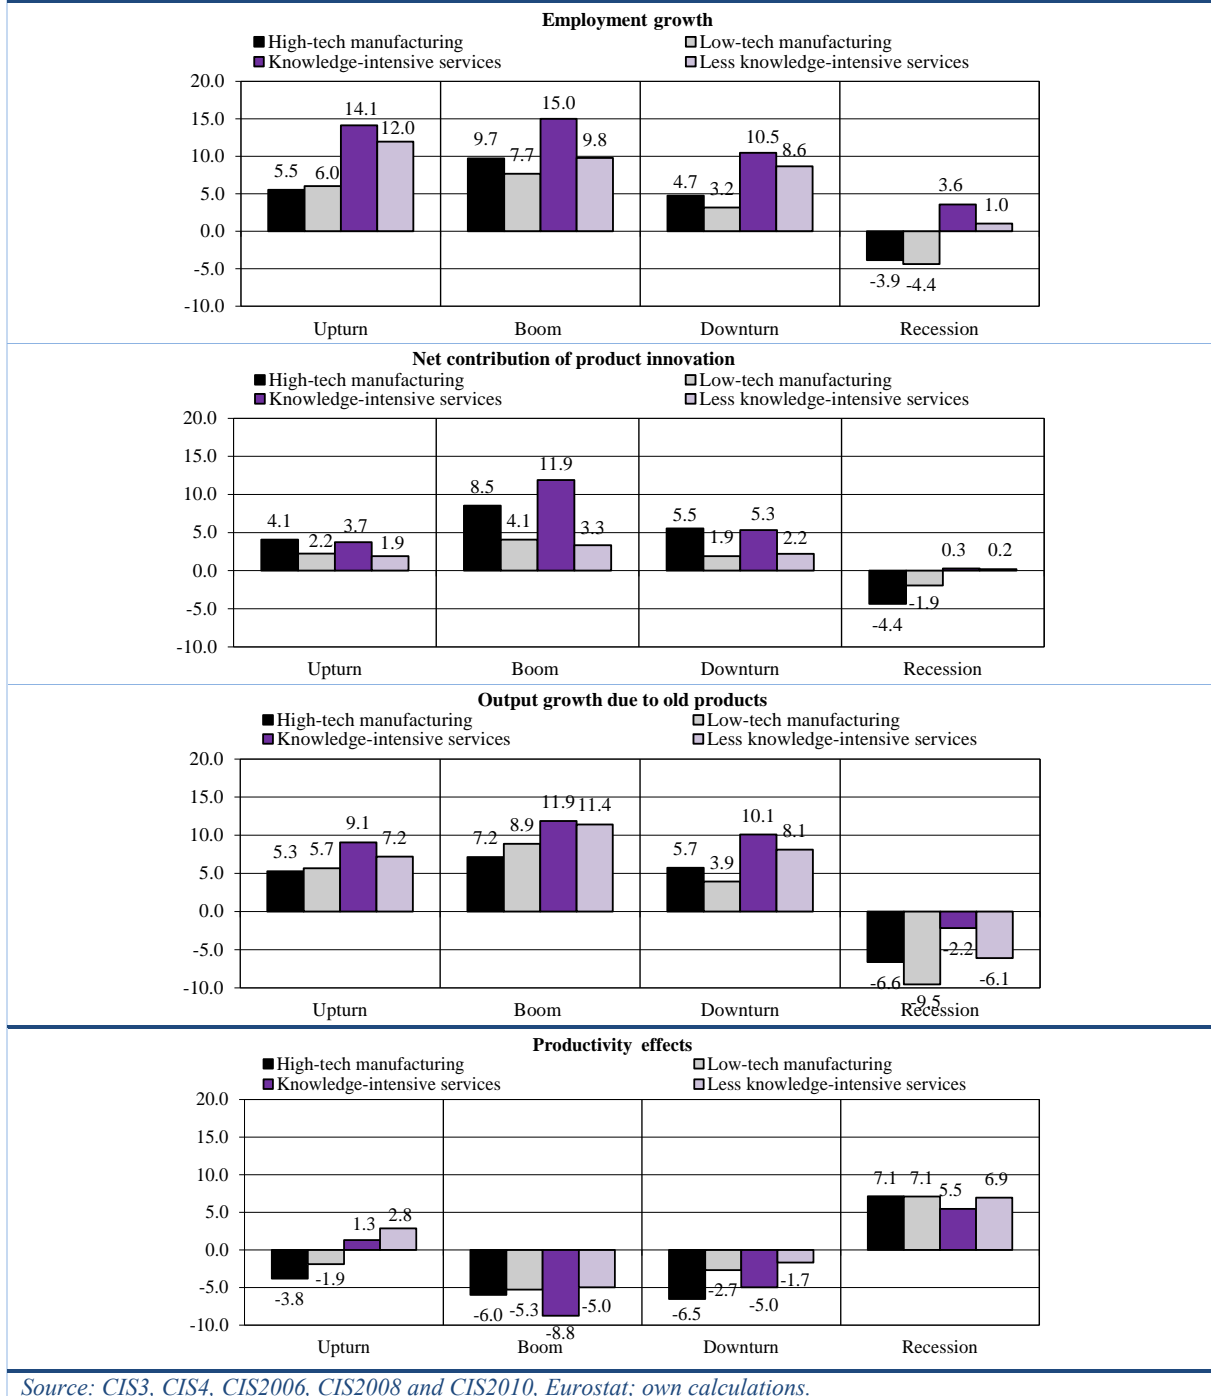 Employment growth
High-tech manufacturing Low-tech manufacturing
Knowledge-intensive services Less knowledge-intensive services
20.0
15.0
10.0
5.0
0.0
-5.0
-10.0
5.5 6.0 14.1 12.0
9.7 7.7 15.0 9.8
4.7 3.2 10.5 8.6
-3.9 -4.4 3.6 1.0
Upturn Boom Downturn Recession
Net contribution of product innovation
High-tech manufacturing Low-tech manufacturing
Knowledge-intensive services Less knowledge-intensive services
20.0
15.0
10.0
5.0
0.0
-5.0
-10.0
4.1 2.2 3.7 1.9
8.5 4.1 11.9 3.3
5.5 1.9 5.3 2.2
-4.4 -1.9 0.3 0.2
Upturn Boom Downturn Recession
Output growth due to old products
High-tech manufacturing Low-tech manufacturing
Knowledge-intensive services Less knowledge-intensive services
20.0
15.0
10.0
5.0
0.0
-5.0
-10.0
5.3 5.7 9.1 7.2
7.2 8.9 11.9 11.4
5.7 3.9 10.1 8.1
-6.6 -9.5 -2.2 -6.1
Upturn Boom Downturn Recession
Productivity effects
High-tech manufacturing Low-tech manufacturing
Knowledge-intensive services Less knowledge-intensive services
20.0
15.0
10.0
5.0
0.0
-5.0
-10.0
-3.8 -1.9 1.3 2.8
-6.0 -5.3 -8.8 -5.0
-6.5 -2.7 -5.0 -1.7
7.1 7.1 5.5 6.9
Upturn Boom Downturn Recession
Source: CIS3, CIS4, CIS2006, CIS2008 and CIS2010, Eurostat; own calculations.